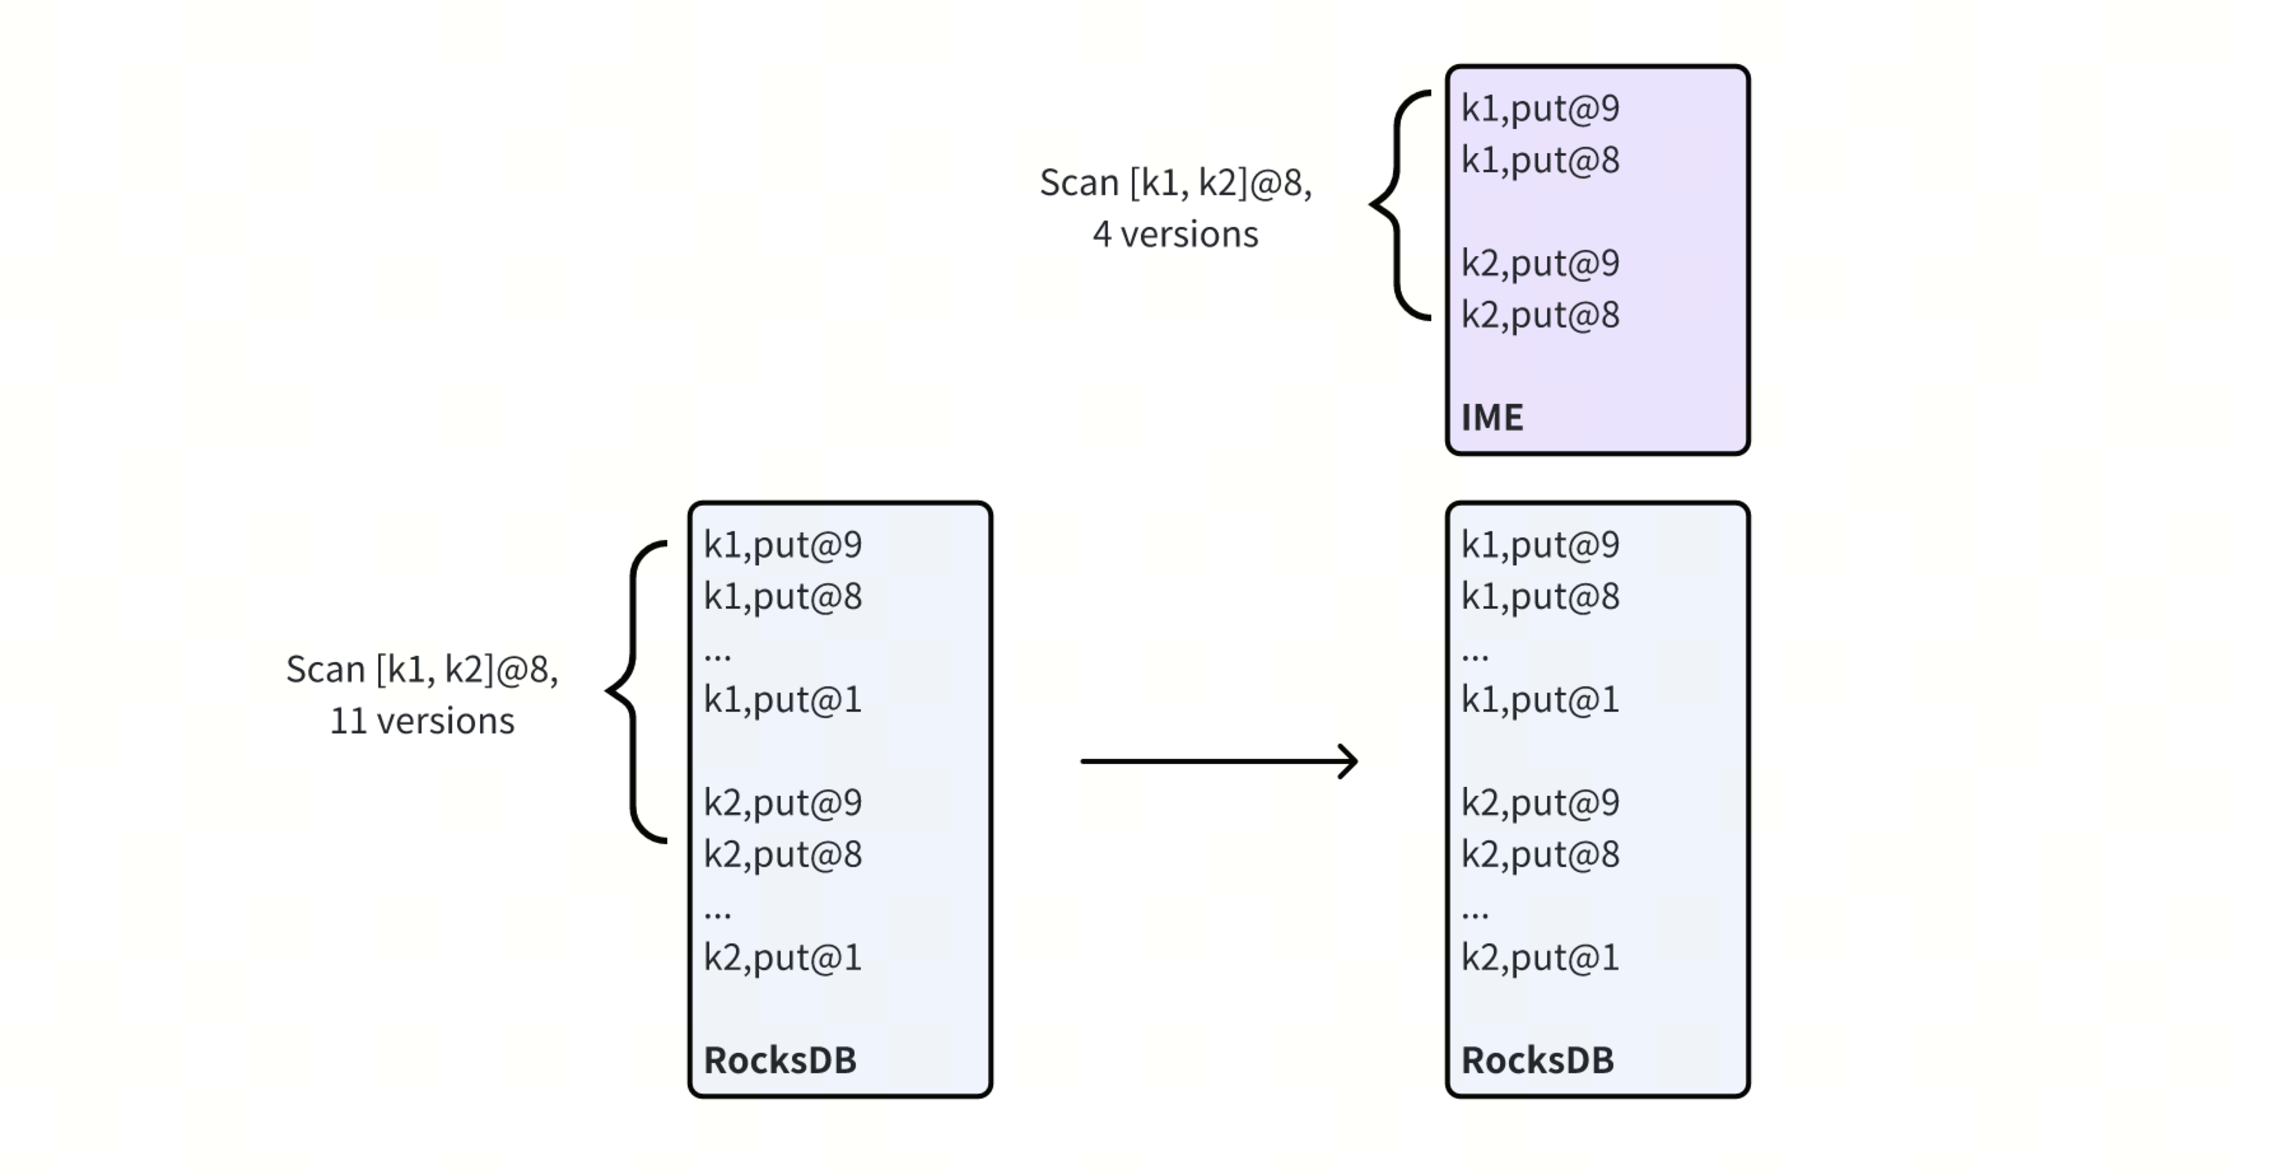 Scan [k1, k2]@8,
4 versions
k1,put@9
k1,put@8
k2,put@9
k2,put@8
IME
Scan [k1, k2]@8,
11 versions
k1,put@9
k1,put@8
...
k1,put@1
k2,put@9
k2,put@8
...
k2,put@1
RocksDB
k1,put@9
k1,put@8
...
k1,put@1
k2,put@9
k2,put@8
...
k2,put@1
RocksDB